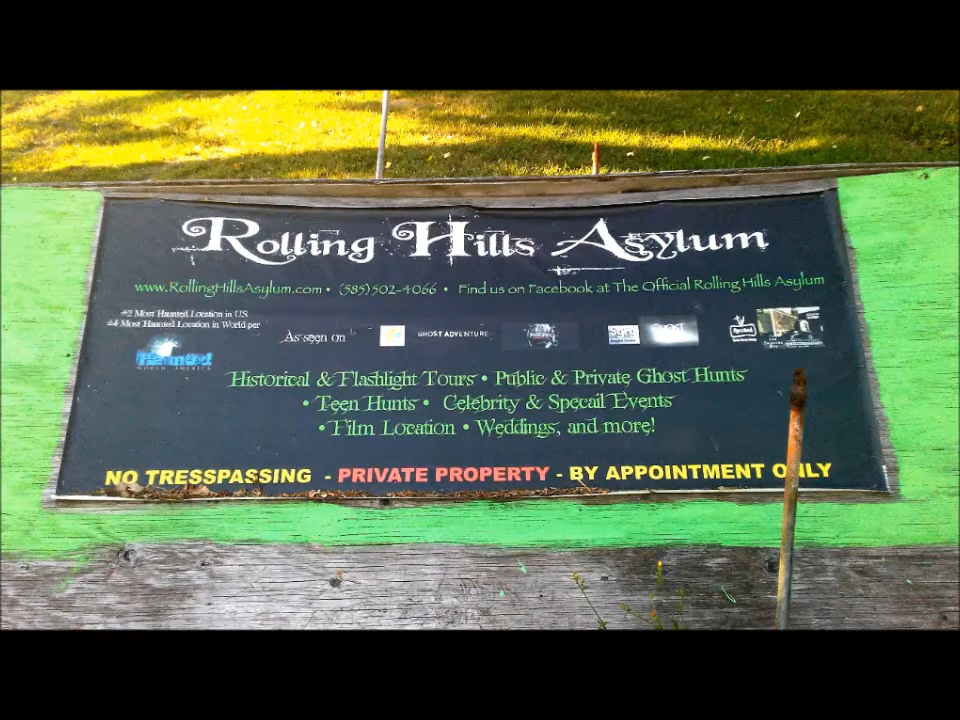 Rolling Hills Asylum
www.RollingHillsAsylum.com • (585)502-4066 • Find us on Facebook at The Official Rolling Hills Asylum
#2 Most Haunted Location in U.S.
#4 Most Haunted Location in World per
Haunted
NORTH AMERICA
As seen on
GHOST ADVENTURE
Syfy
Historical & Flashlight Tours • Public & Private Ghost Hunts
• Teen Hunts • Celebrity & Specail Events
• Film Location • Weddings, and more!
NO TRESSPASSING - PRIVATE PROPERTY - BY APPOINTMENT ONLY